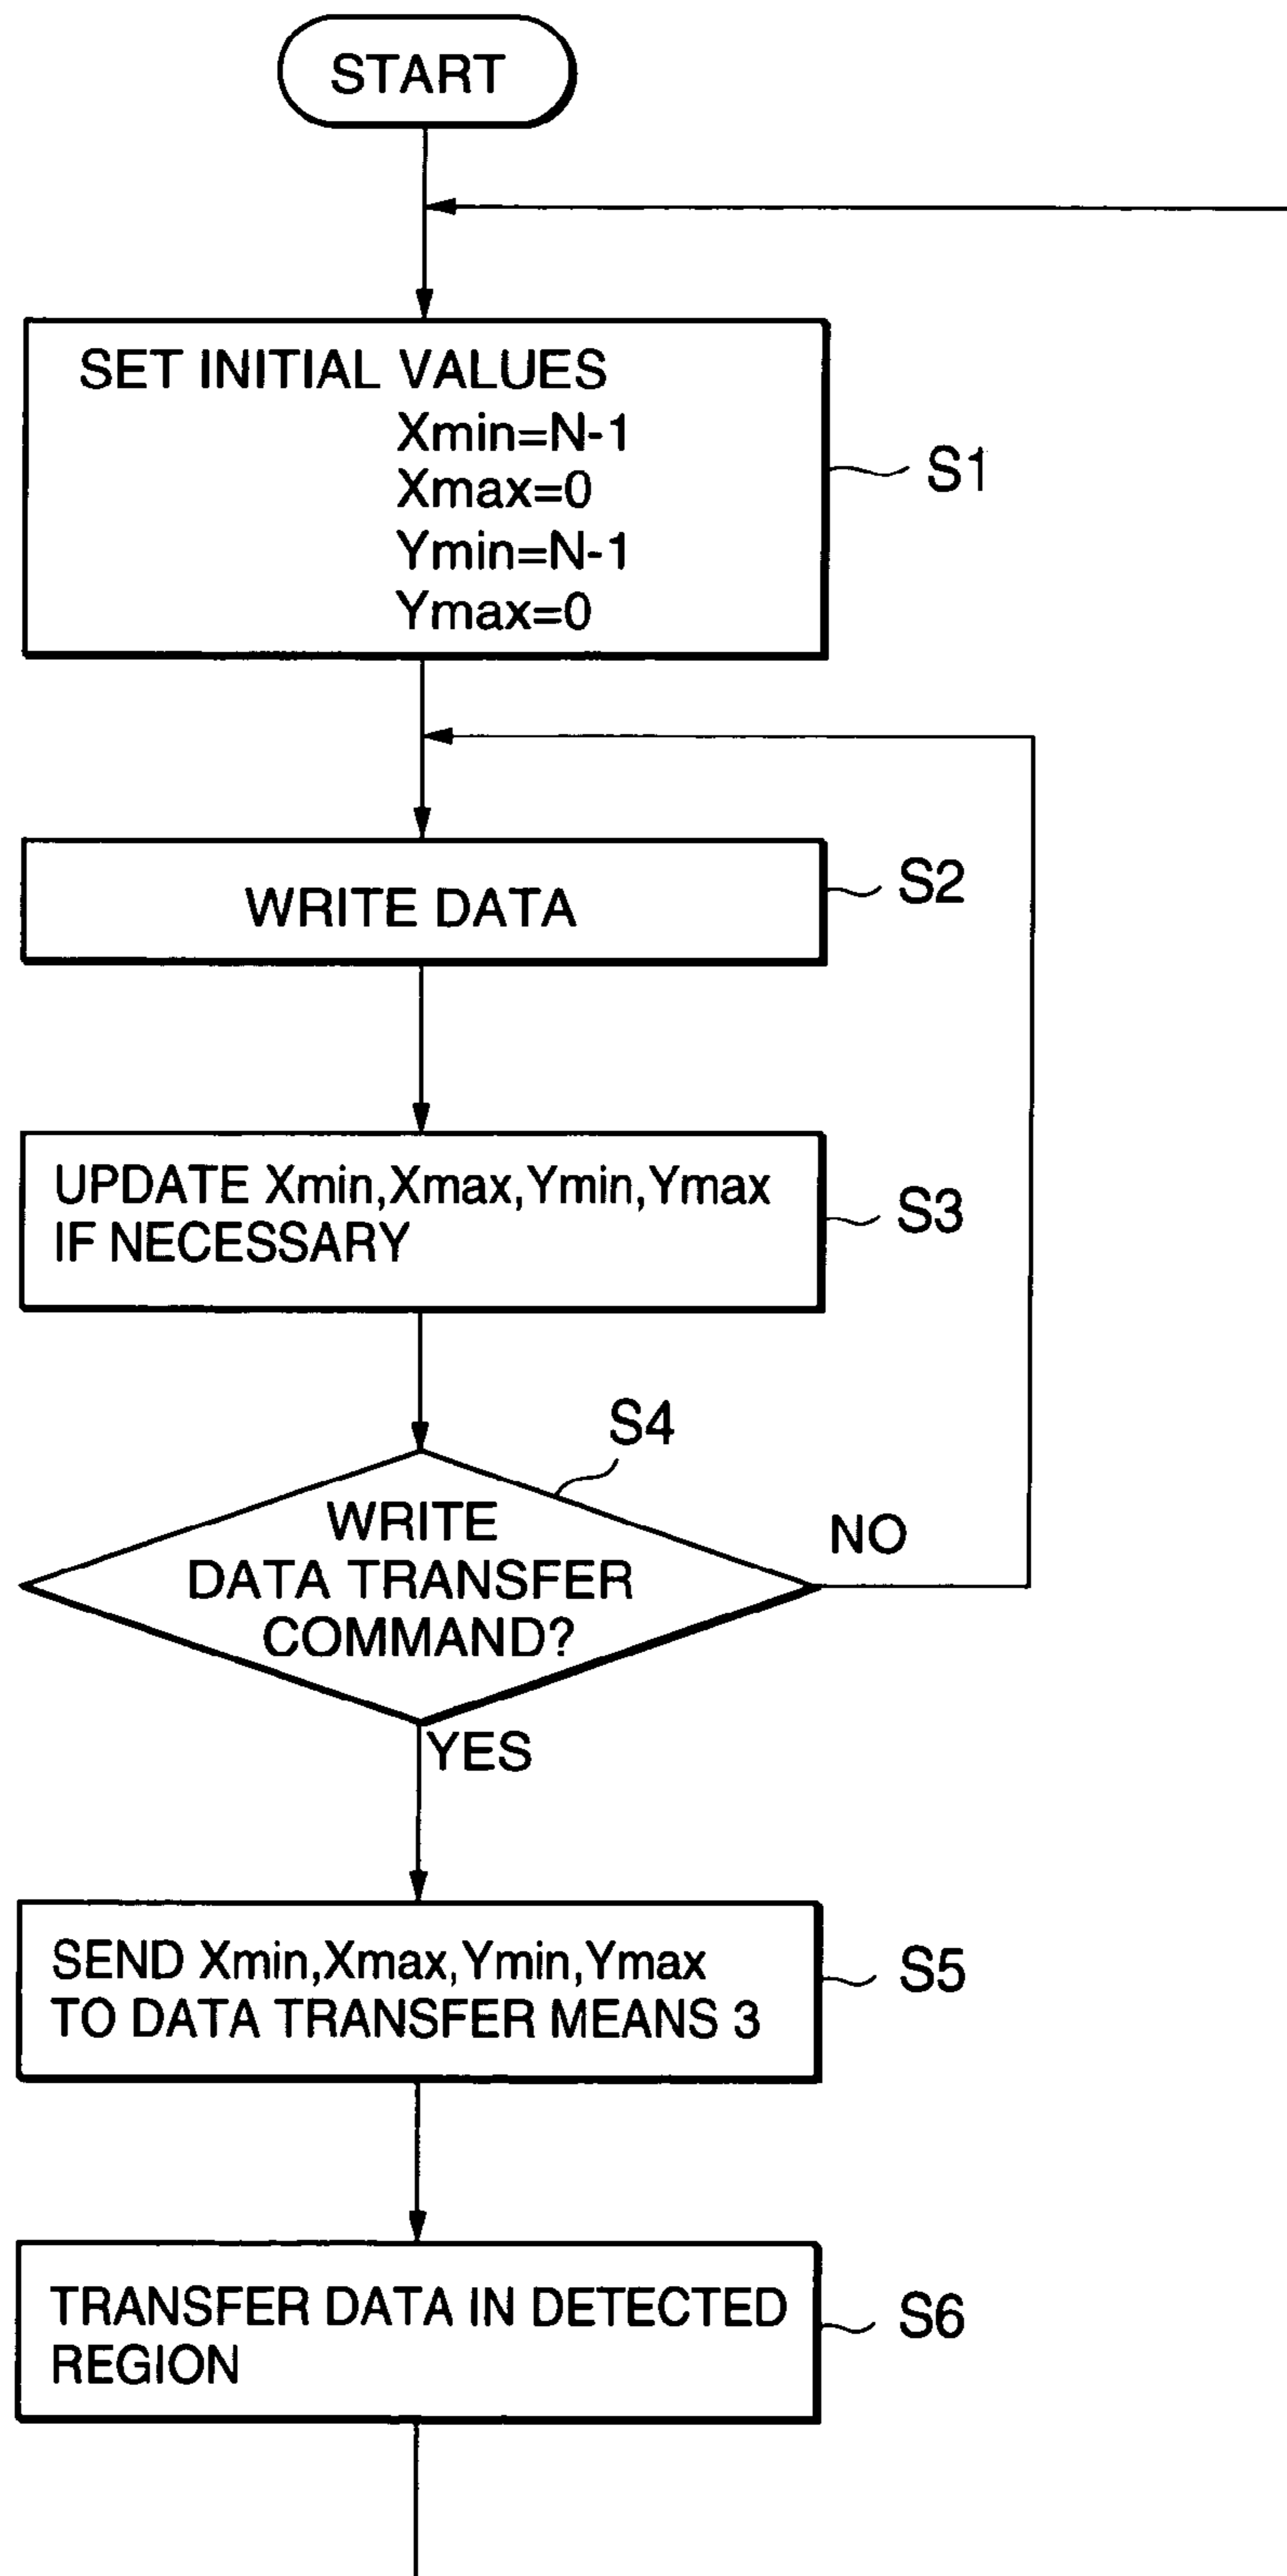 START
SET INITIAL VALUES
Xmin=N-1
Xmax=0
Ymin=N-1
Ymax=0
S1
WRITE DATA
S2
UPDATE Xmin,Xmax,Ymin,Ymax
IF NECESSARY
S3
S4
WRITE
DATA TRANSFER
COMMAND?
NO
YES
SEND Xmin,Xmax,Ymin,Ymax
TO DATA TRANSFER MEANS 3
S5
TRANSFER DATA IN DETECTED
REGION
S6